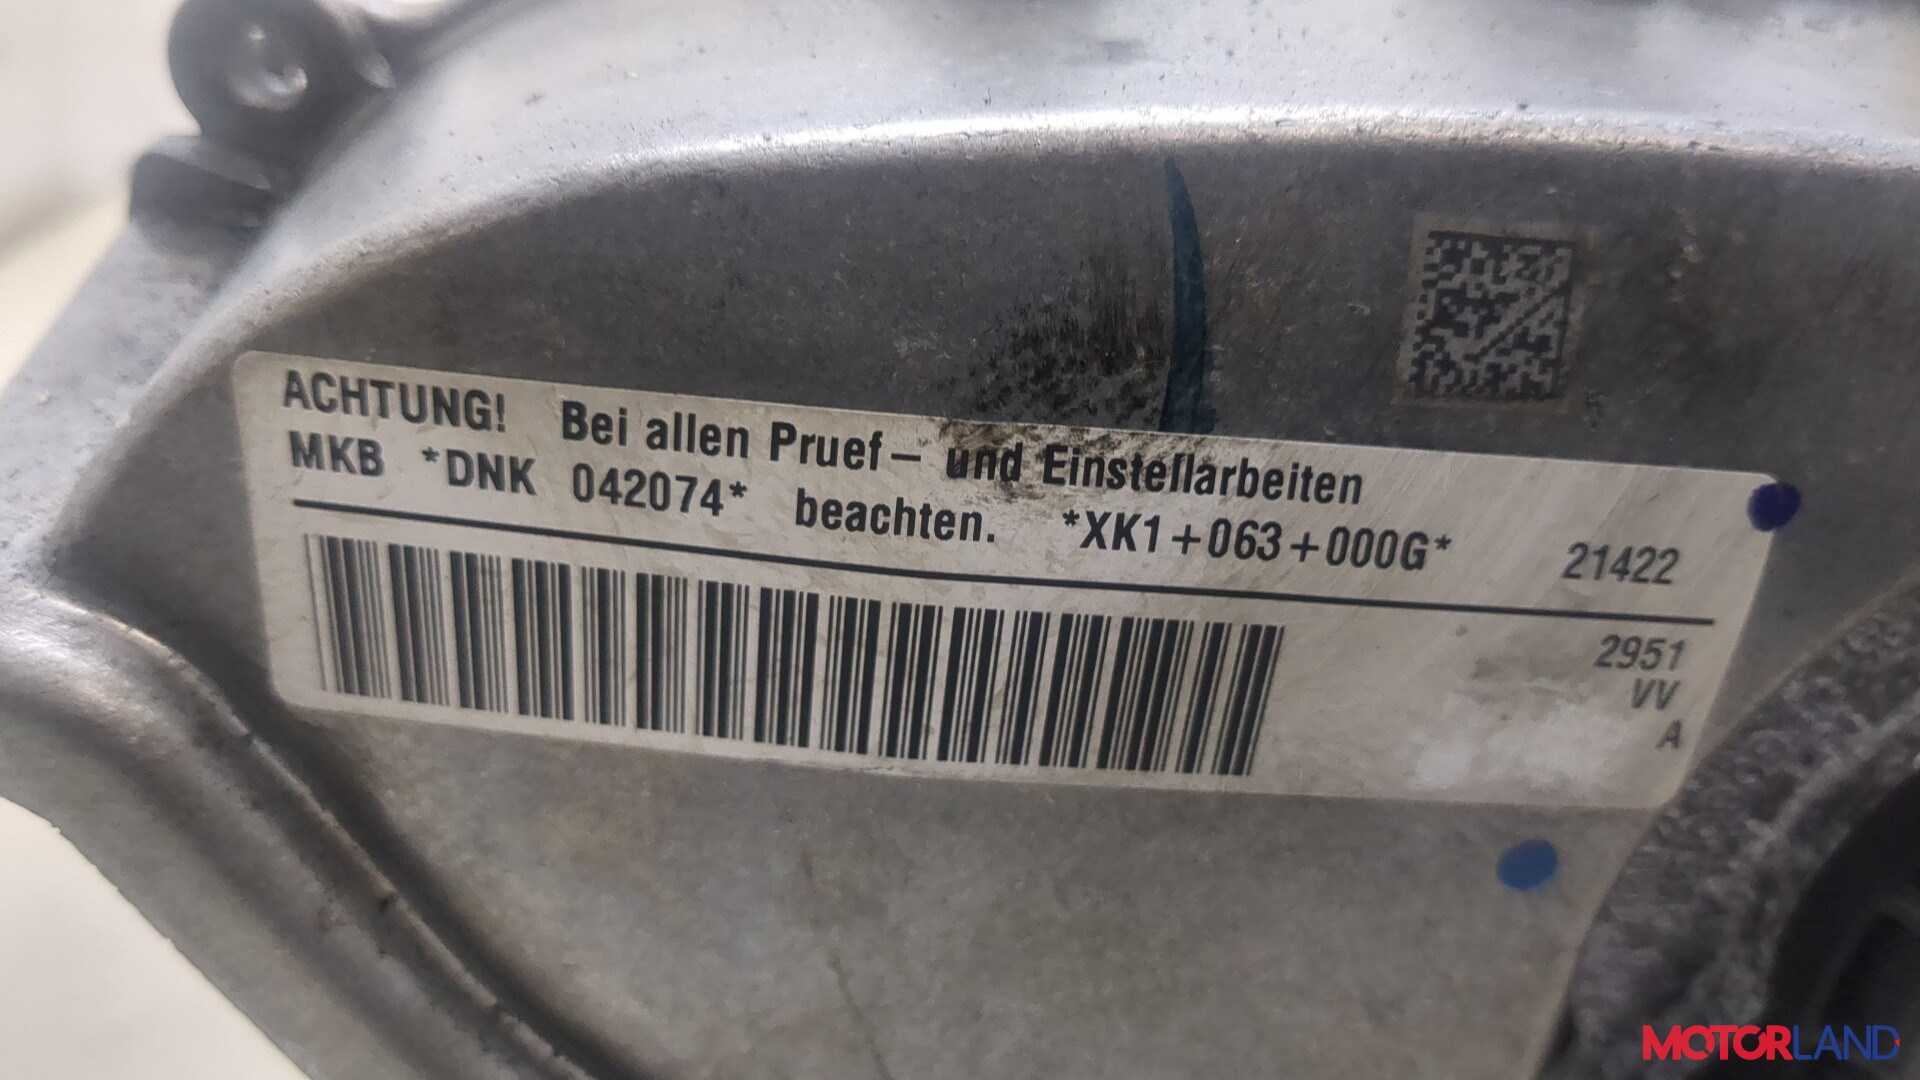 ACHTUNG! Bei allen Pruef- und Einstellarbeiten
MKB *DNK 042074* beachten. *XK1+063+000G* 21422
2951
VV
A
MOTORLAND